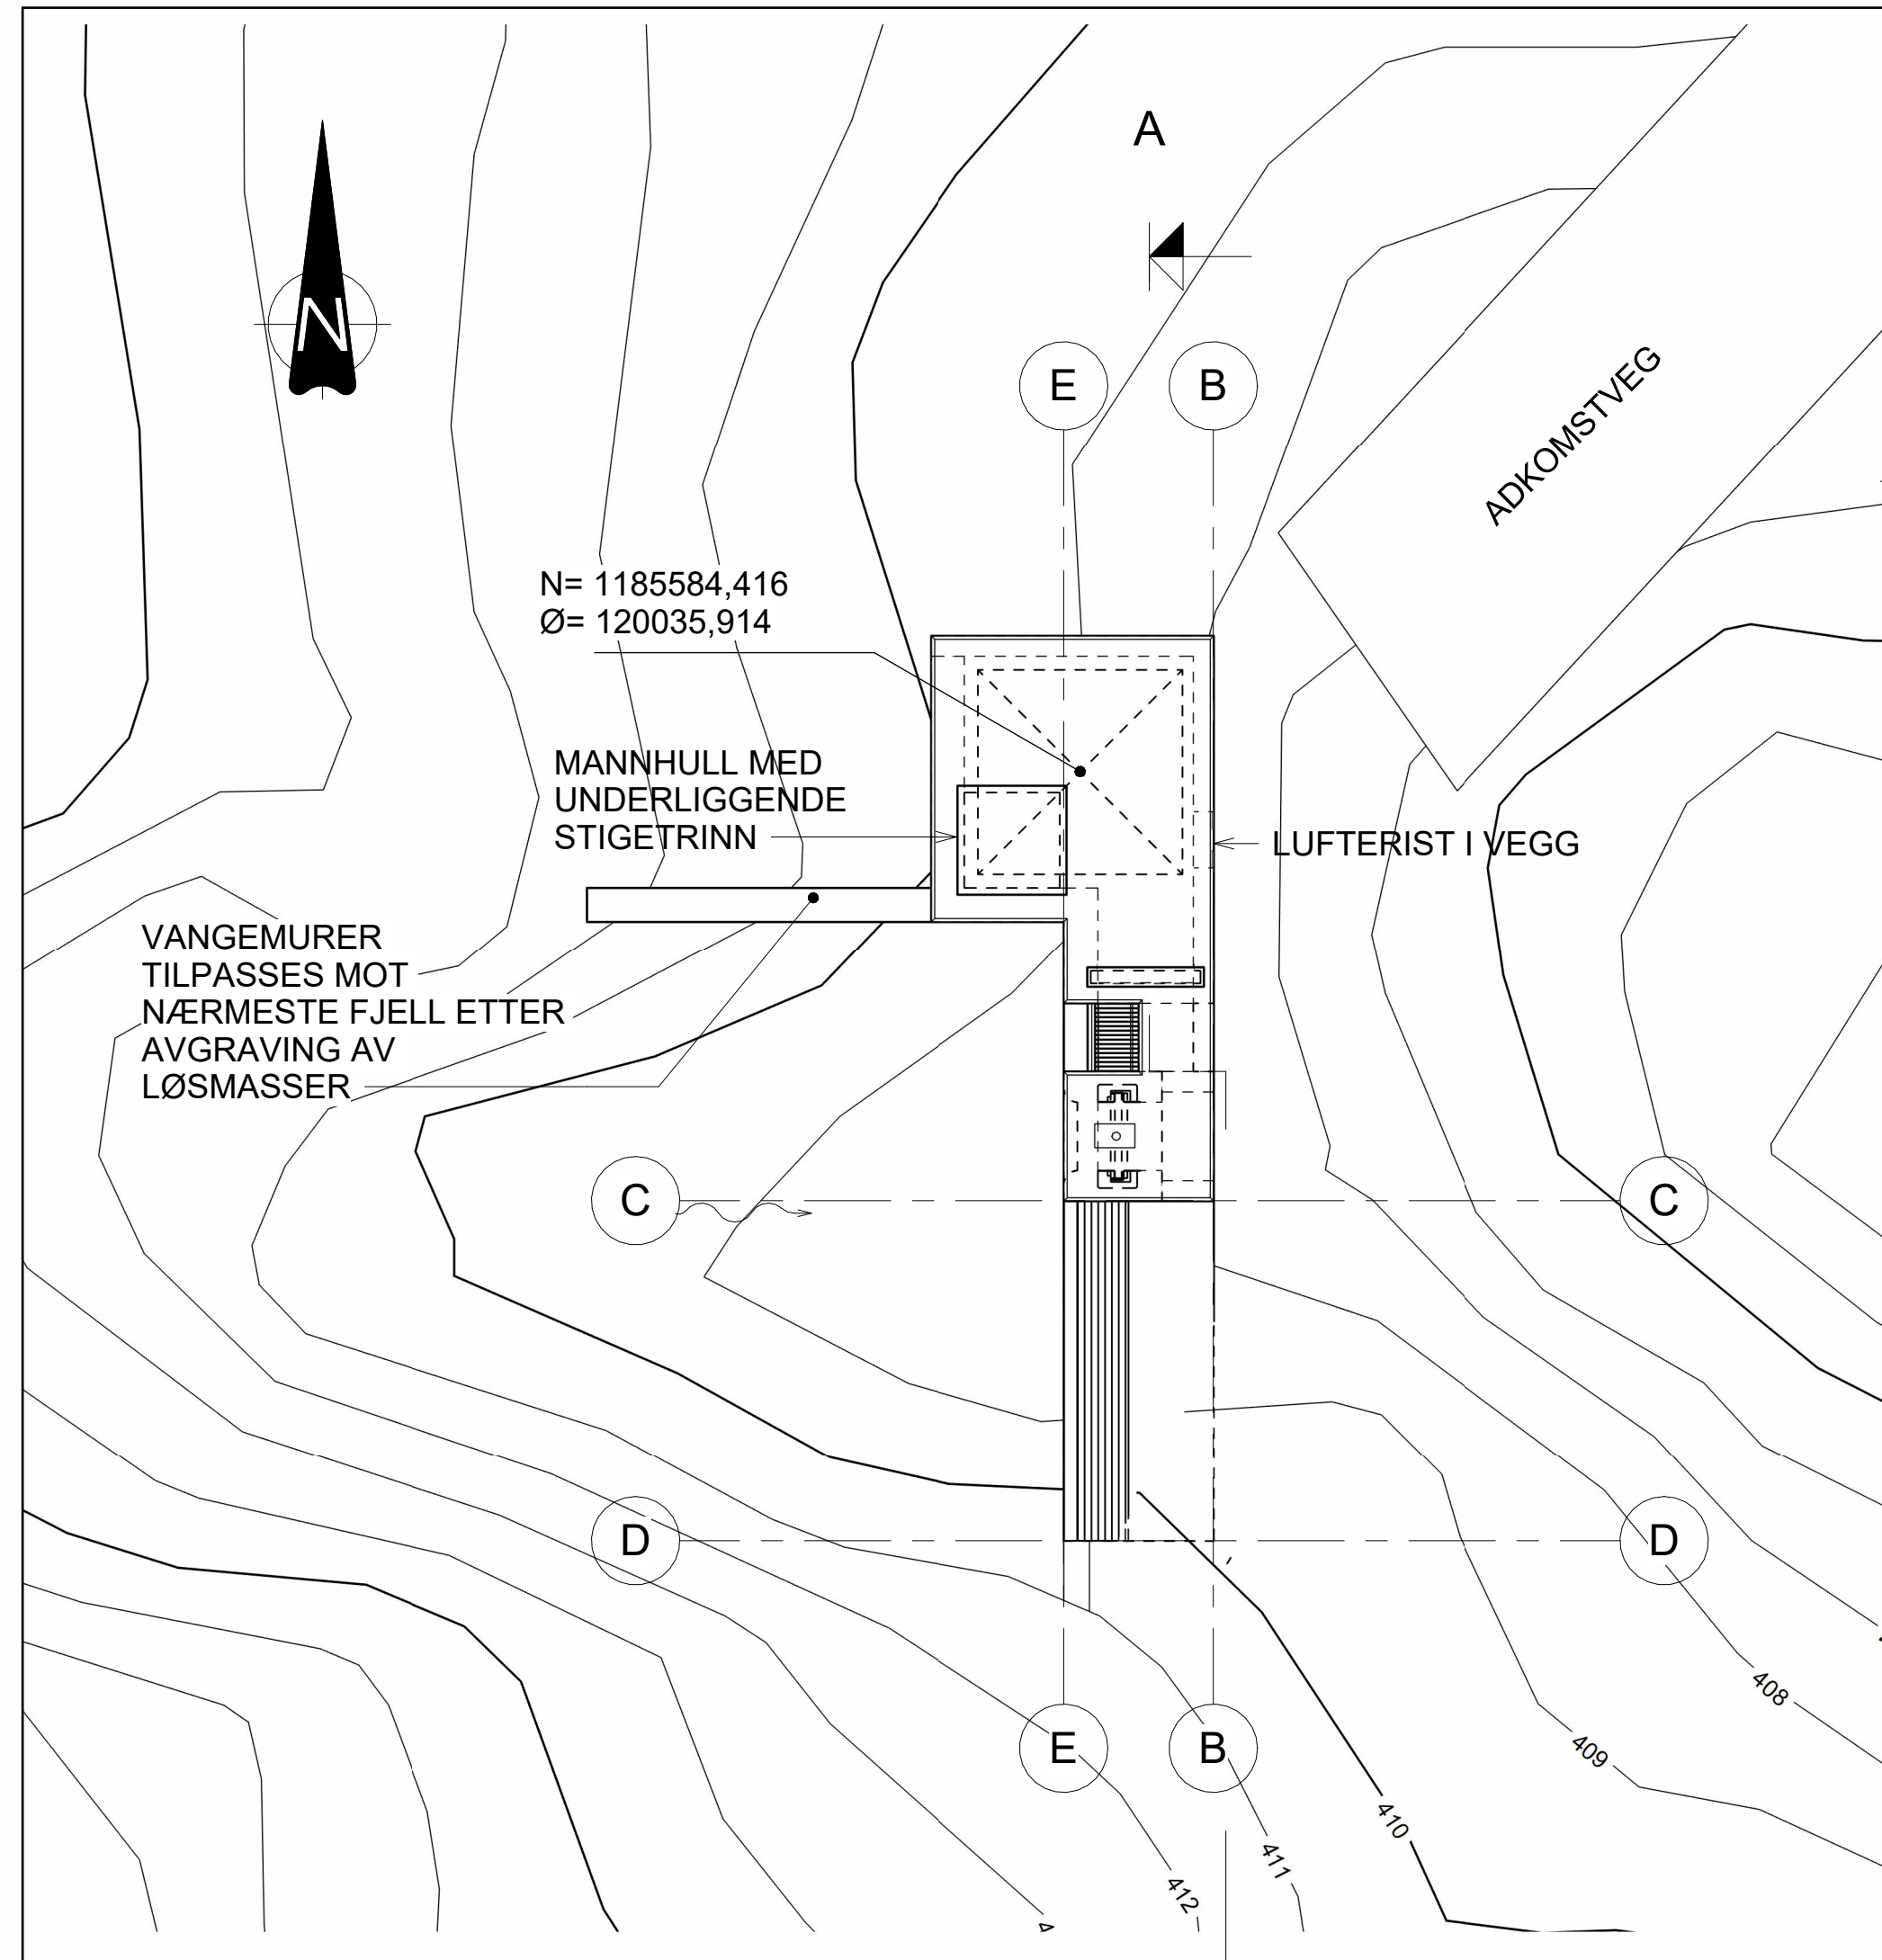 A
N
E
B
ADKOMSTVEG
N= 1185584,416
Ø= 120035,914
MANNHULL MED
UNDERLIGGENDE
STIGETRINN
LUFTERIST I VEGG
VANGEMURER
TILPASSES MOT
NÆRMESTE FJELL ETTER
AVGRAVING AV
LØSMASSER
C
C
D
D
408
409
E
B
410
411
412
4